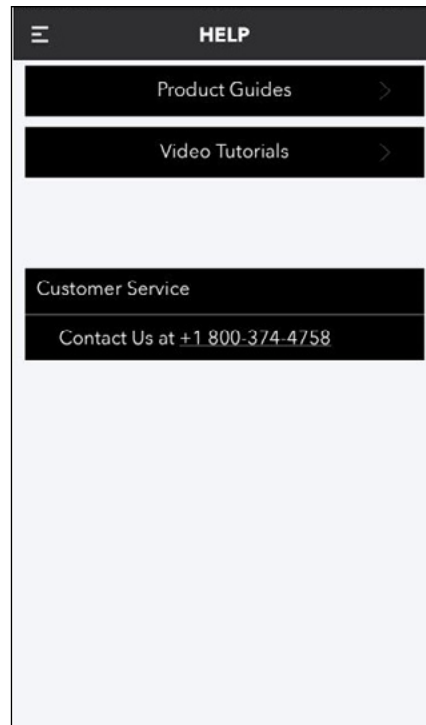 HELP
Product Guides
Video Tutorials
Customer Service
Contact Us at +1 800-374-4758